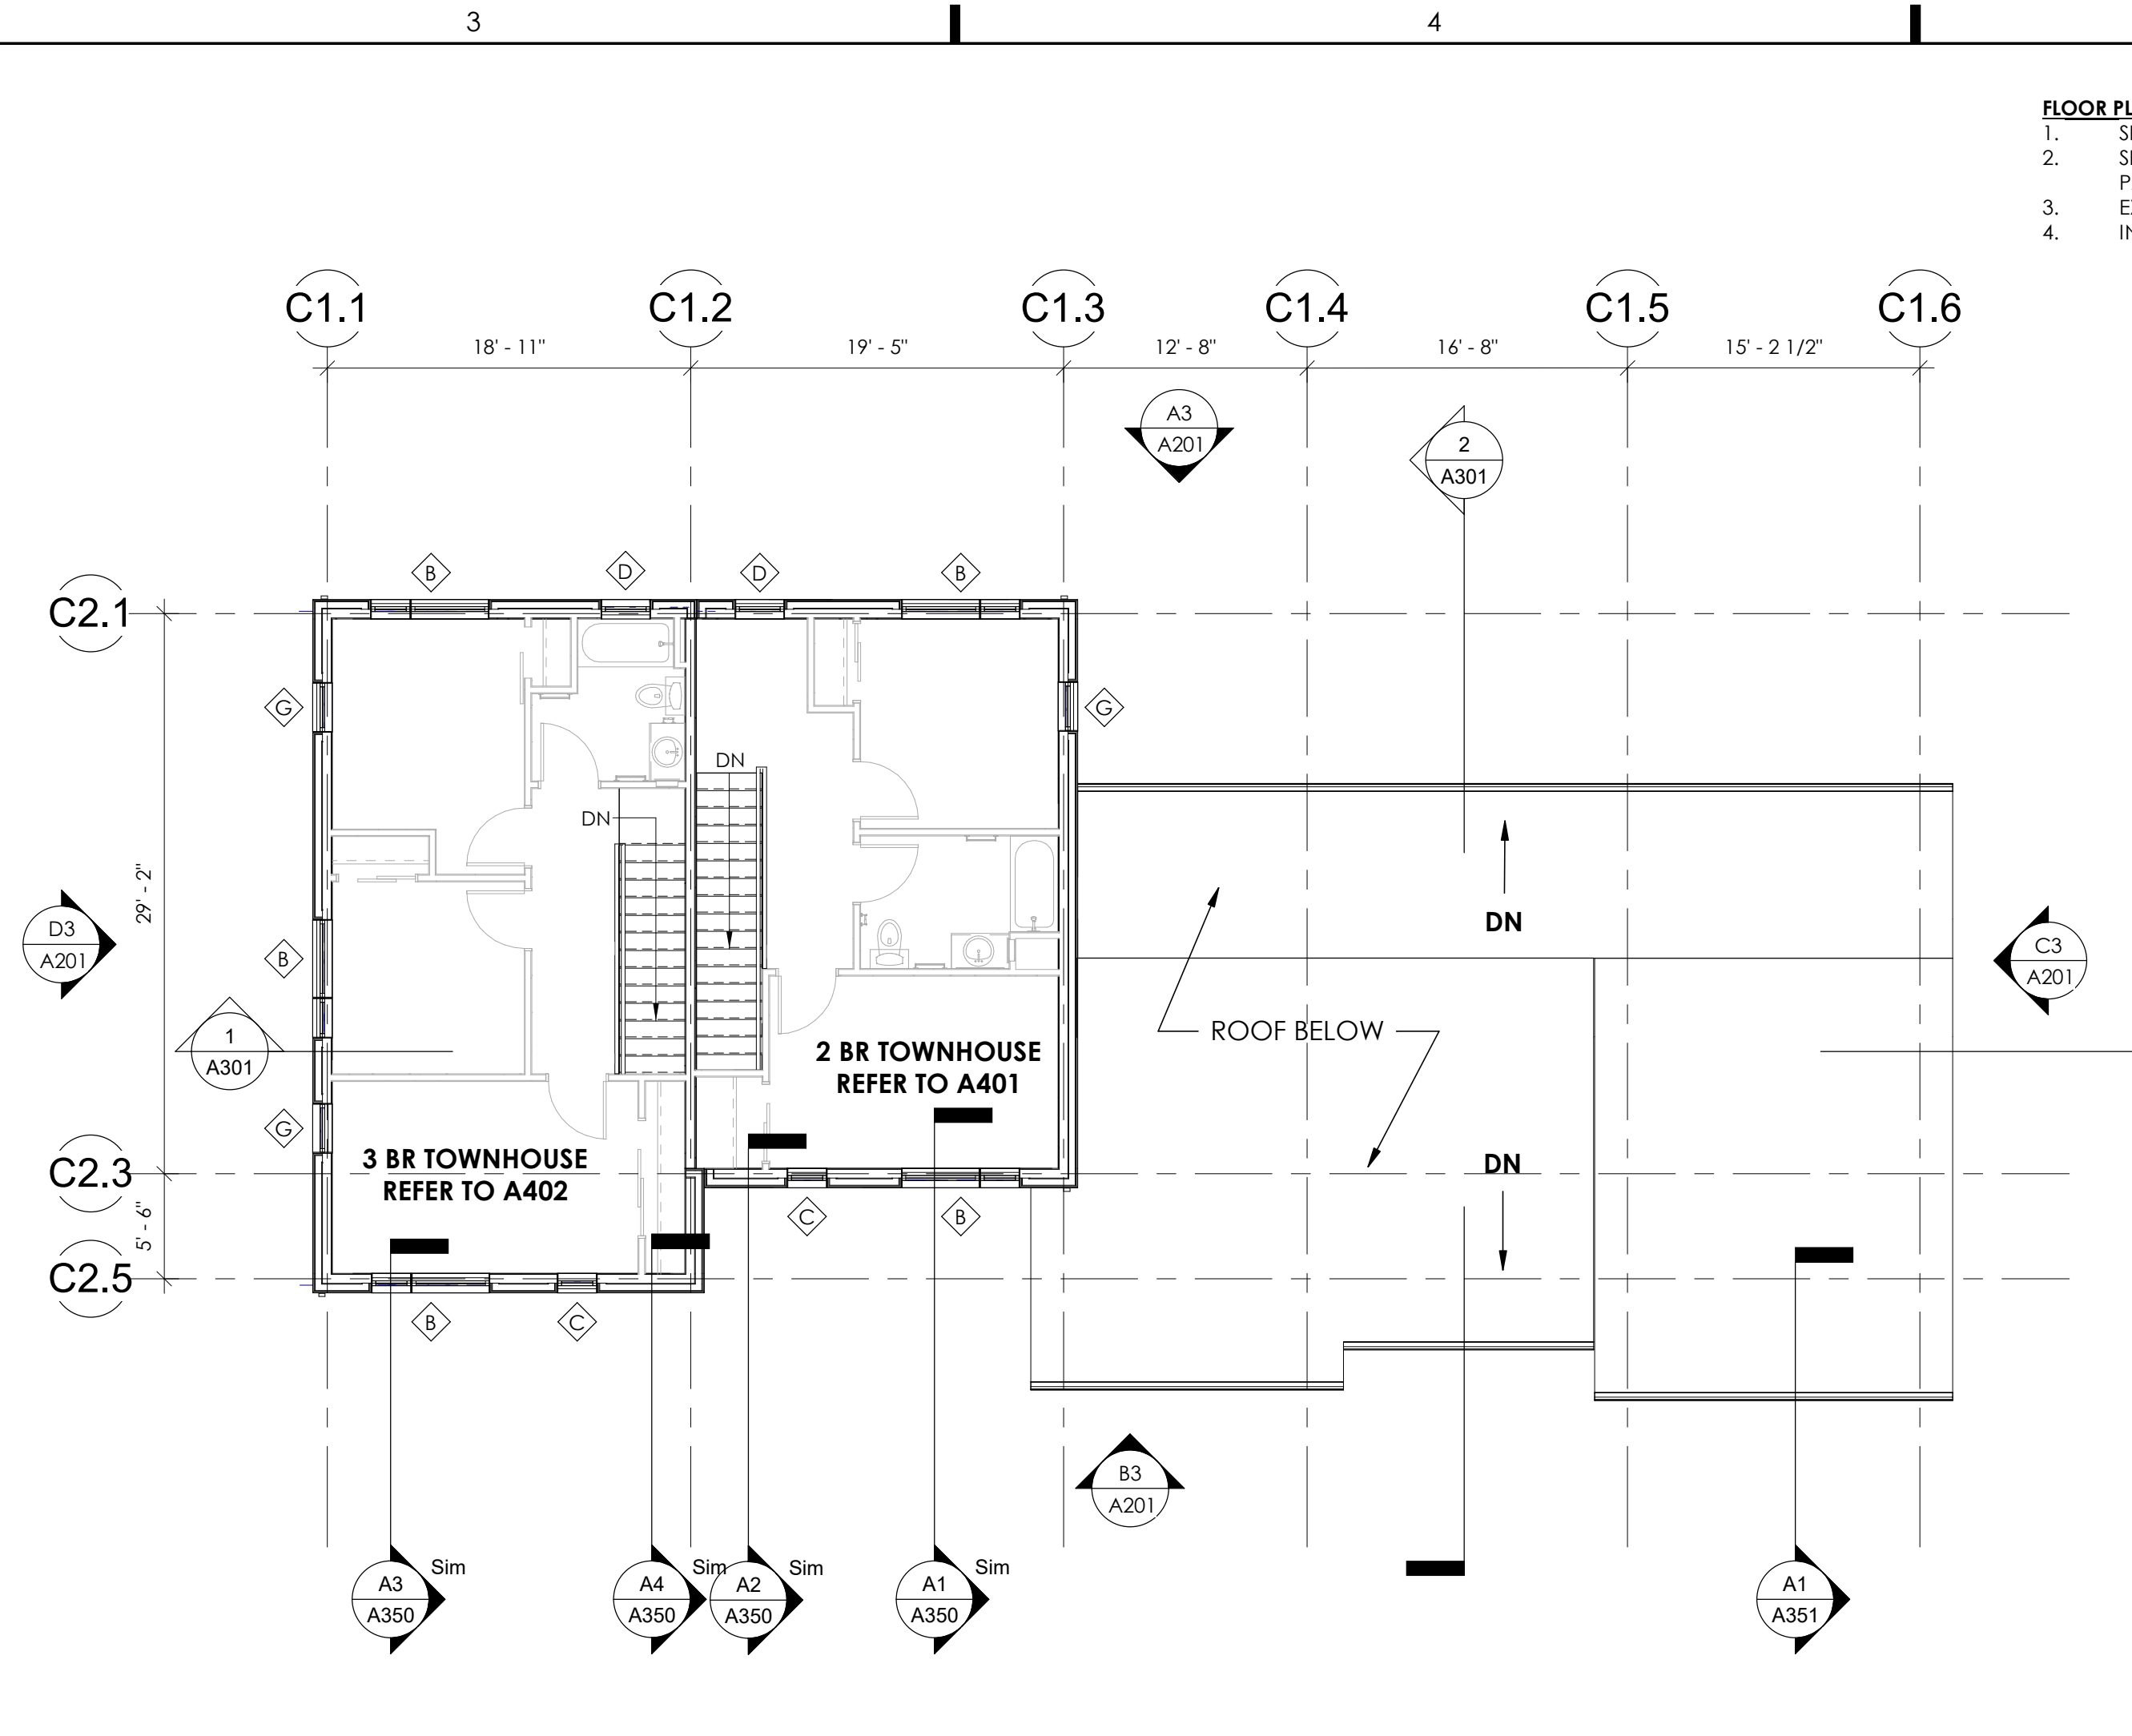 3
4
FLOOR PL
1.
2.
3.
4.
C1.1
C1.2
C1.3
C1.4
C1.5
C1.6
18' - 11"
19' - 5"
12' - 8"
16' - 8"
15' - 2 1/2"
A3
A201
2
A301
B
D
D
B
C2.1
G
G
DN
DN
29' - 2"
D3
A201
DN
C3
A201
B
1
A301
ROOF BELOW
2 BR TOWNHOUSE
REFER TO A401
G
C2.3
3 BR TOWNHOUSE
REFER TO A402
DN
5' - 6"
C
B
C2.5
B
C
B3
A201
Sim
A3
A350
Sim
A4
A350
Sim
A2
A350
Sim
A1
A350
A1
A351